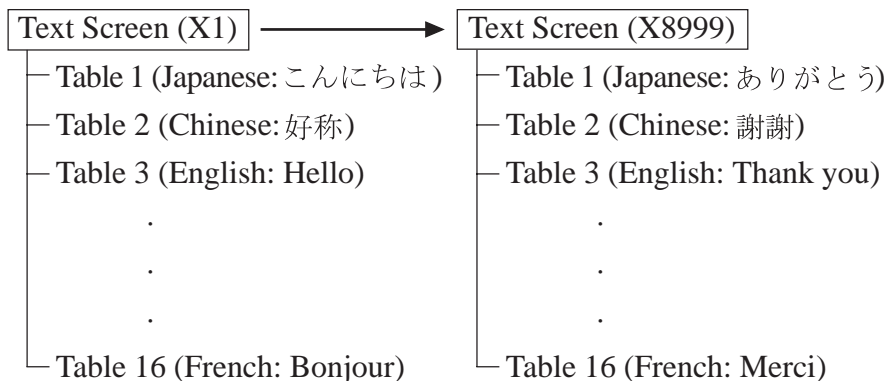 Text Screen (X1)
Table 1 (Japanese: こんにちは)
Table 2 (Chinese: 好称)
Table 3 (English: Hello)
.
.
.
Table 16 (French: Bonjour)
Text Screen (X8999)
Table 1 (Japanese: ありがとう)
Table 2 (Chinese: 謝謝)
Table 3 (English: Thank you)
.
.
.
Table 16 (French: Merci)